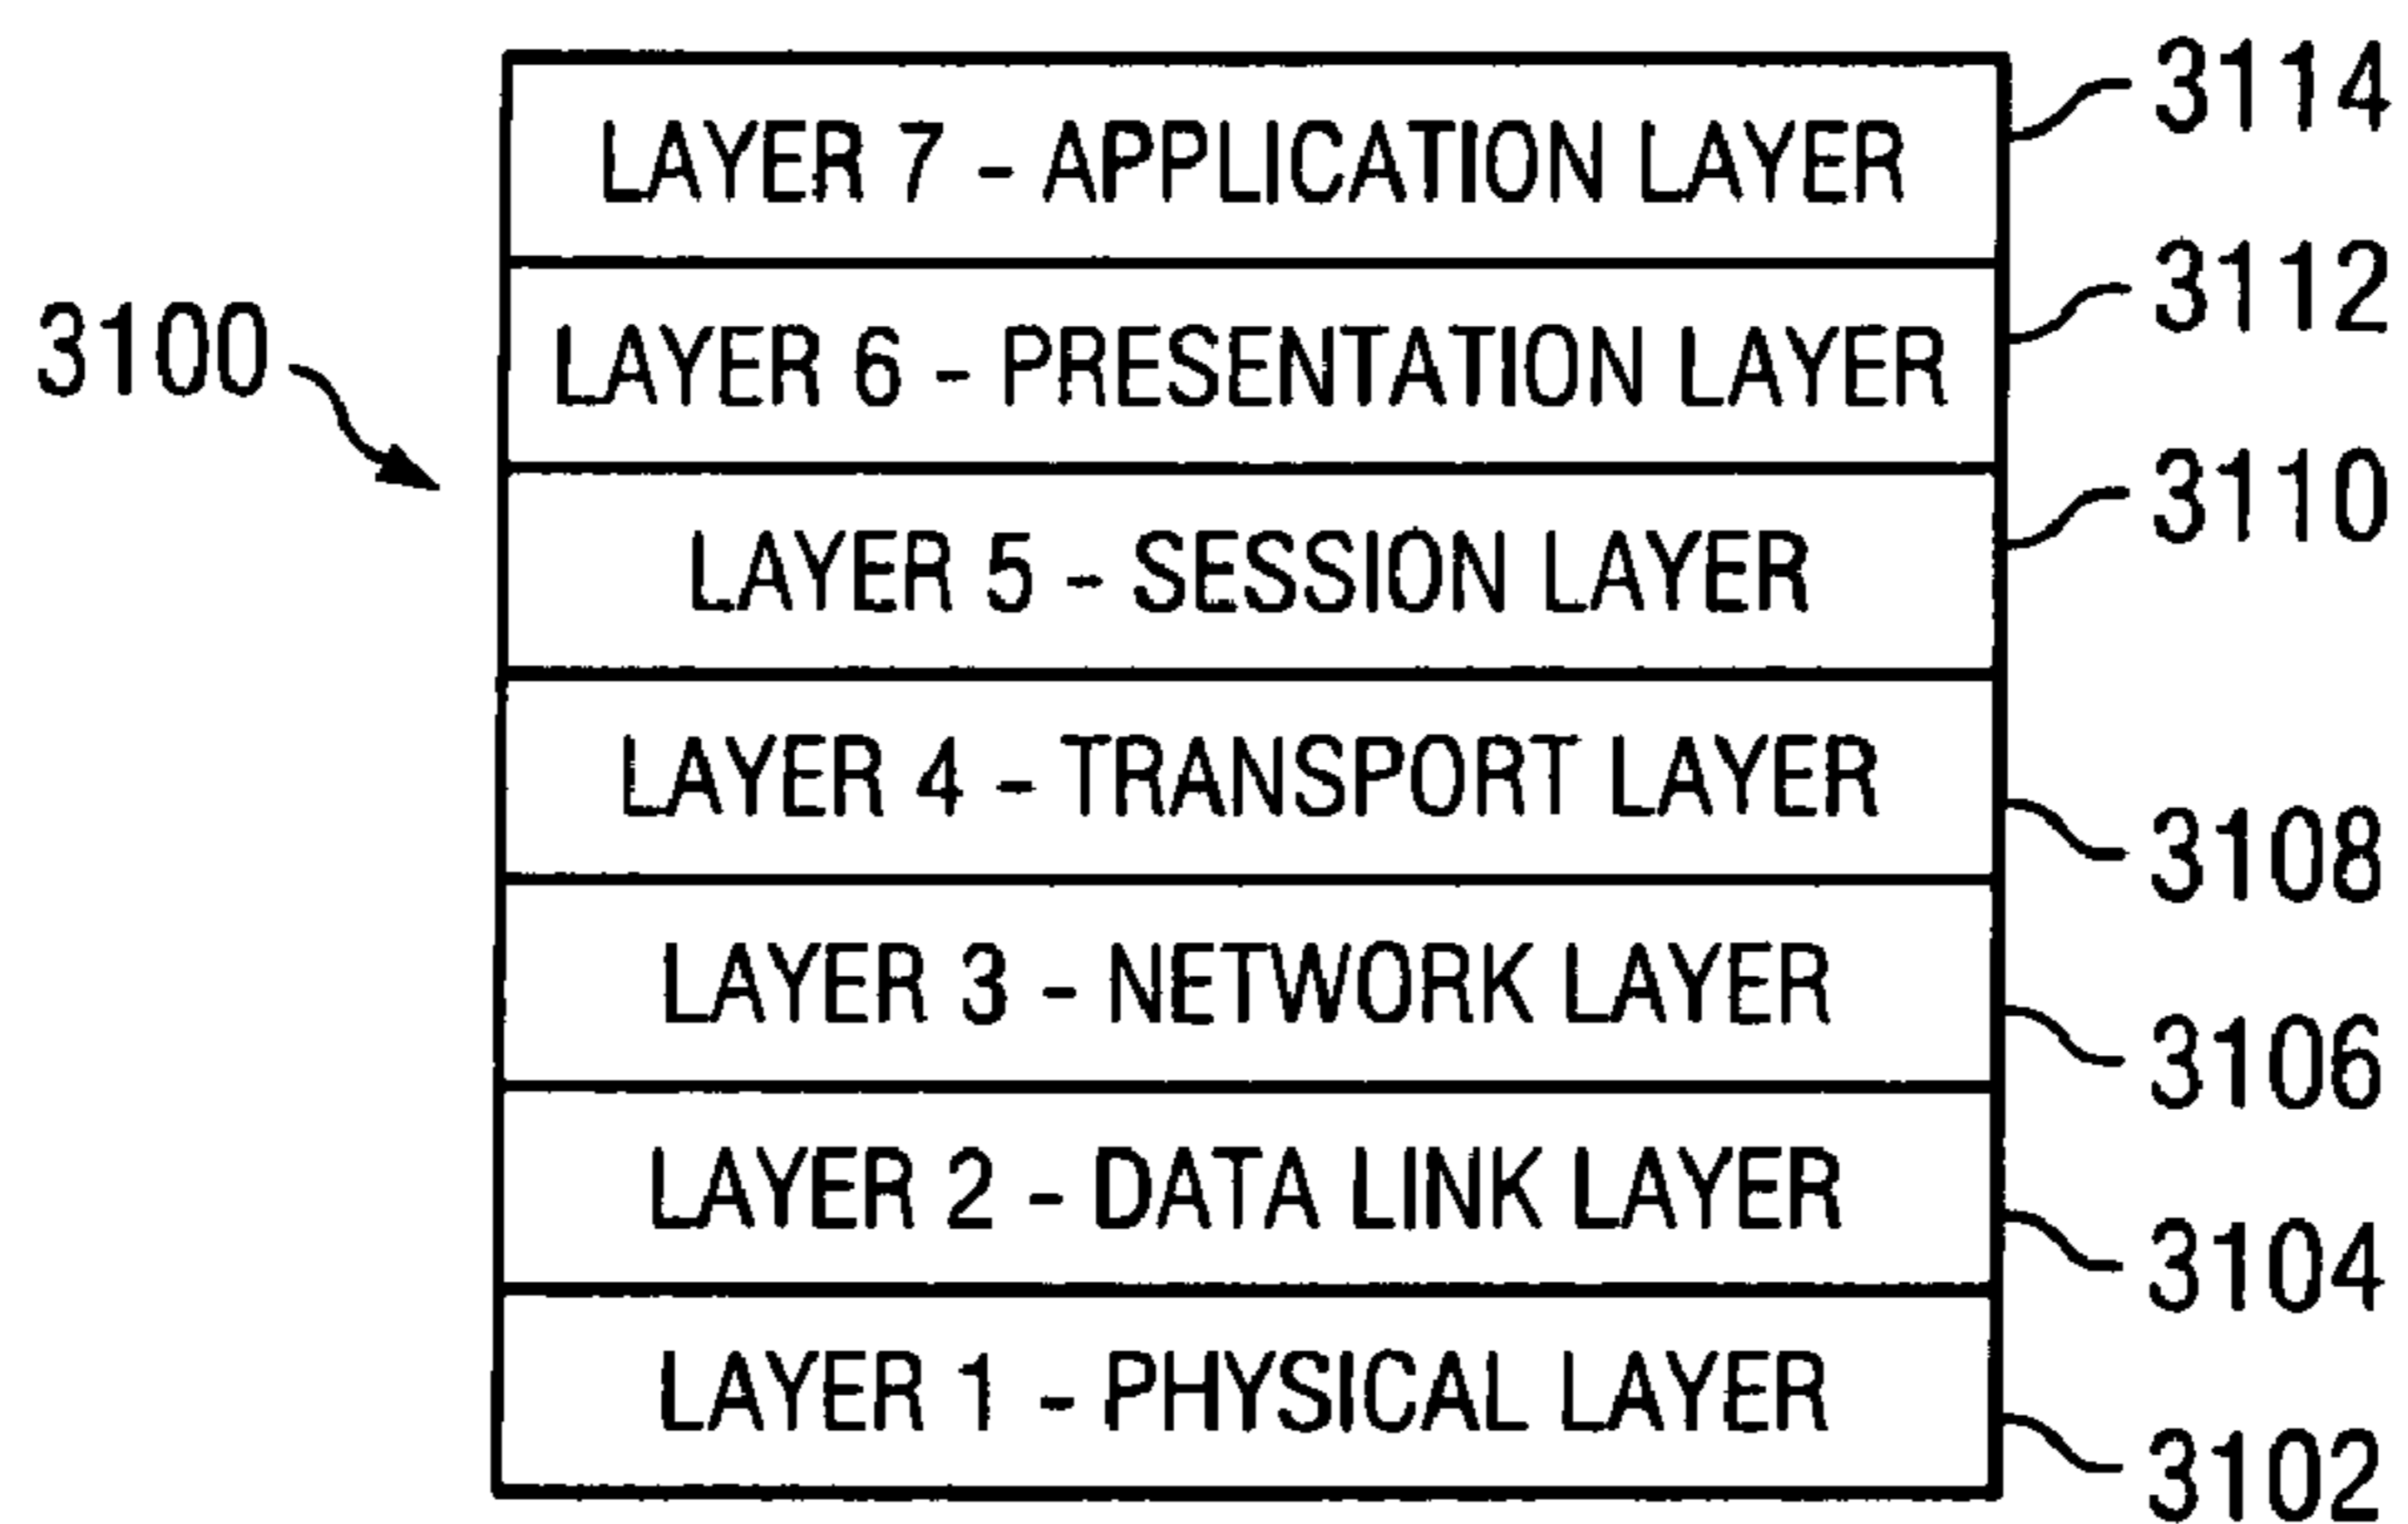 LAYER 7 - APPLICATION LAYER
3114
LAYER 6 - PRESENTATION LAYER
3112
3100
LAYER 5 - SESSION LAYER
3110
LAYER 4 - TRANSPORT LAYER
3108
LAYER 3 - NETWORK LAYER
3106
LAYER 2 - DATA LINK LAYER
3104
LAYER 1 - PHYSICAL LAYER
3102